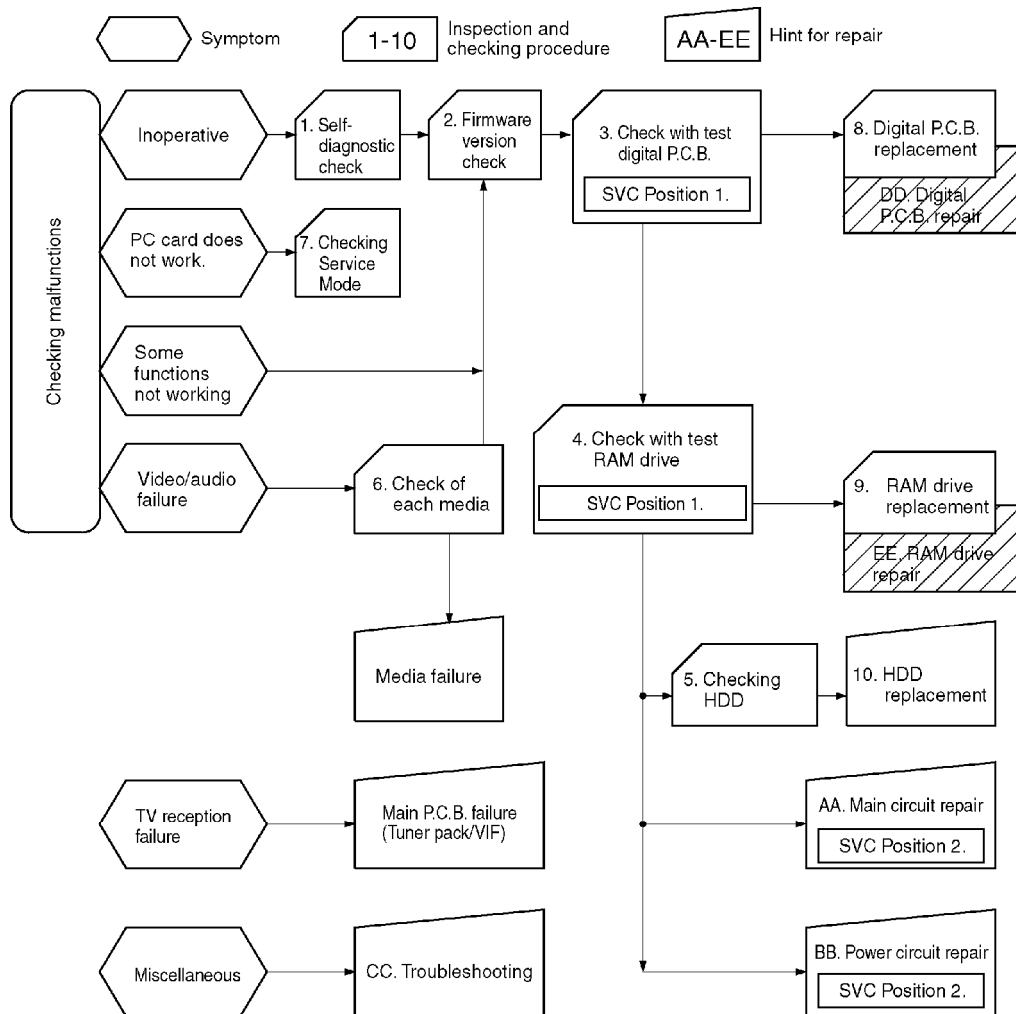 Symptom
1-10
Inspection and
checking procedure
AA-EE
Hint for repair
Checking malfunctions
Inoperative
1. Self-
diagnostic
check
2. Firmware
version
check
3. Check with test
digital P.C.B.
SVC Position 1.
8. Digital P.C.B.
replacement
DD. Digital
P.C.B. repair
PC card does
not work.
7. Checking
Service
Mode
Some
functions
not working
Video/audio
failure
6. Check of
each media
4. Check with test
RAM drive
SVC Position 1.
9. RAM drive
replacement
EE. RAM drive
repair
Media failure
5. Checking
HDD
10. HDD
replacement
TV reception
failure
Main P.C.B. failure
(Tuner pack/VIF)
AA. Main circuit repair
SVC Position 2.
Miscellaneous
CC. Troubleshooting
BB. Power circuit repair
SVC Position 2.